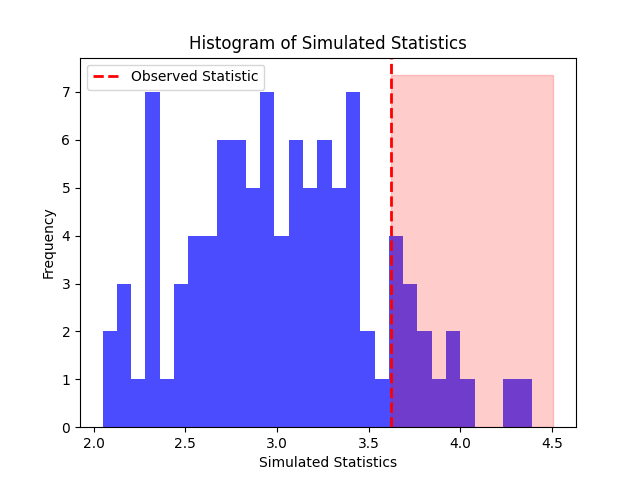 Histogram of Simulated Statistics
Observed Statistic
Frequency
7
6
5
4
3
2
1
0
2.0 2.5 3.0 3.5 4.0 4.5
Simulated Statistics